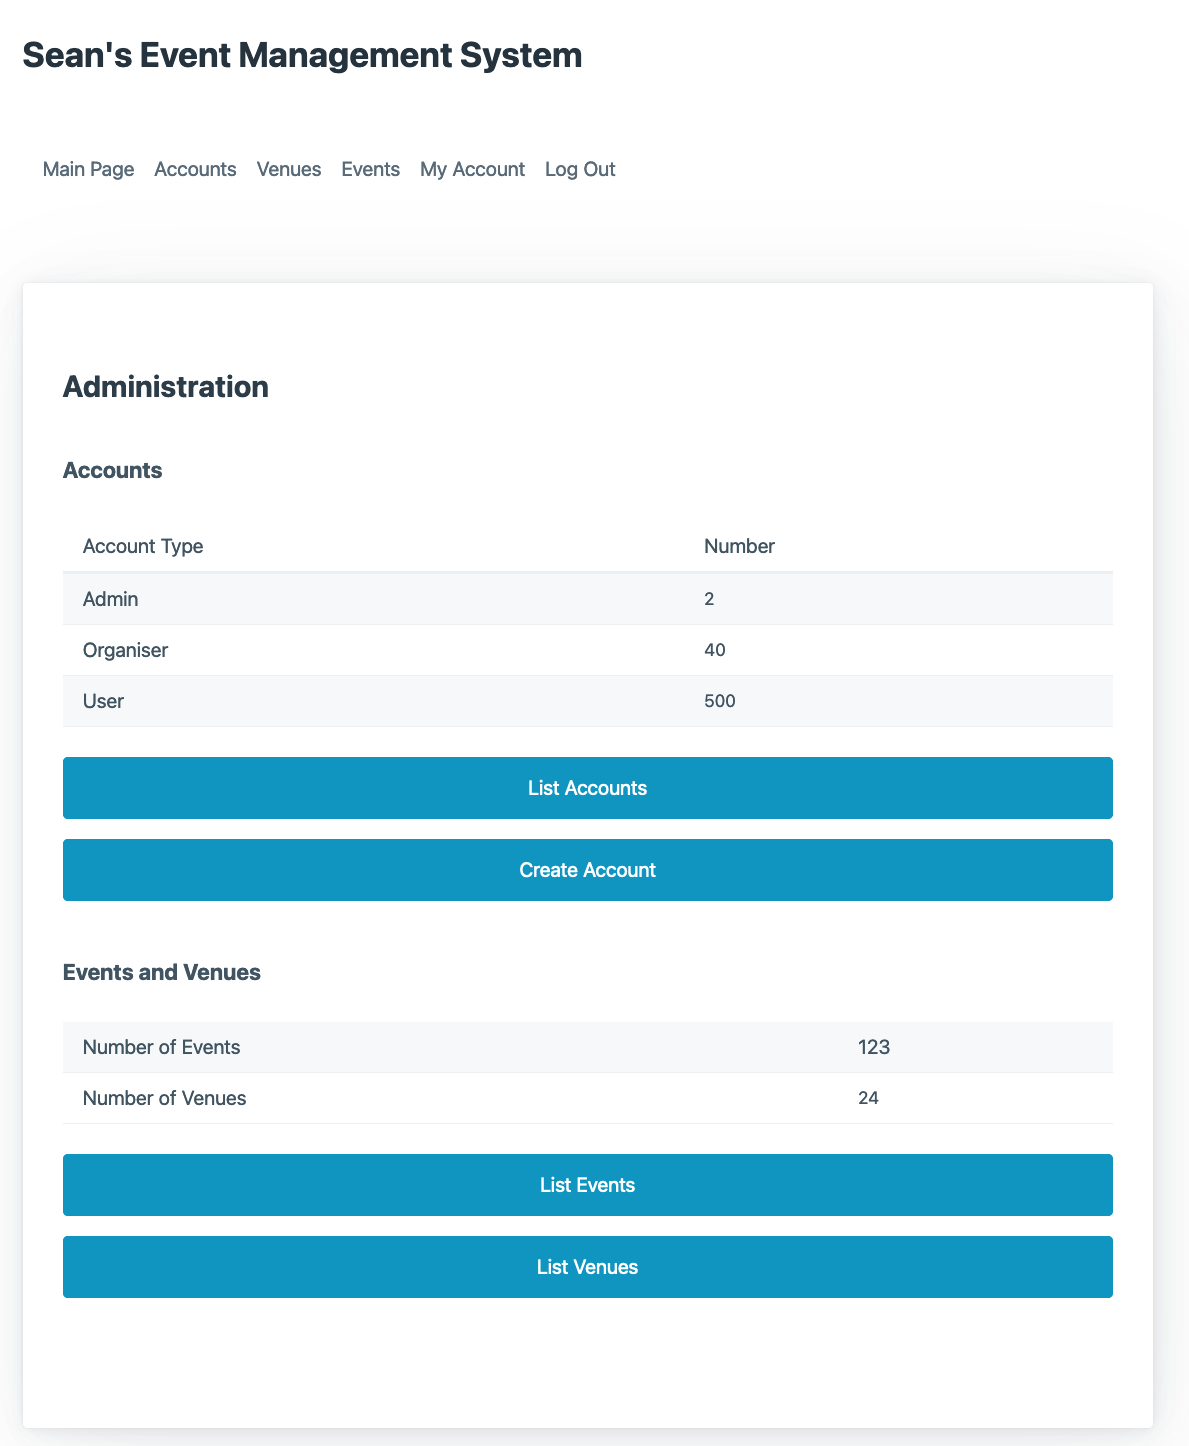 Sean's Event Management System
Main Page Accounts Venues Events My Account Log Out
Administration
Accounts
Account Type Number
Admin 2
Organiser 40
User 500
List Accounts
Create Account
Events and Venues
Number of Events 123
Number of Venues 24
List Events
List Venues